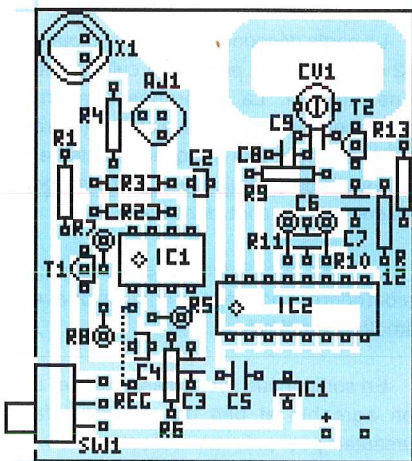 X1
AJ1
CV1
R4
C9
T2
R13
R1
C2
C8
CR3
R9
CR2
C6
R7
R11
C7
R
IC1
R10
12
T1
R5
IC2
R8
C4
REG
C3
C5
C1
R6
SW1
+
-